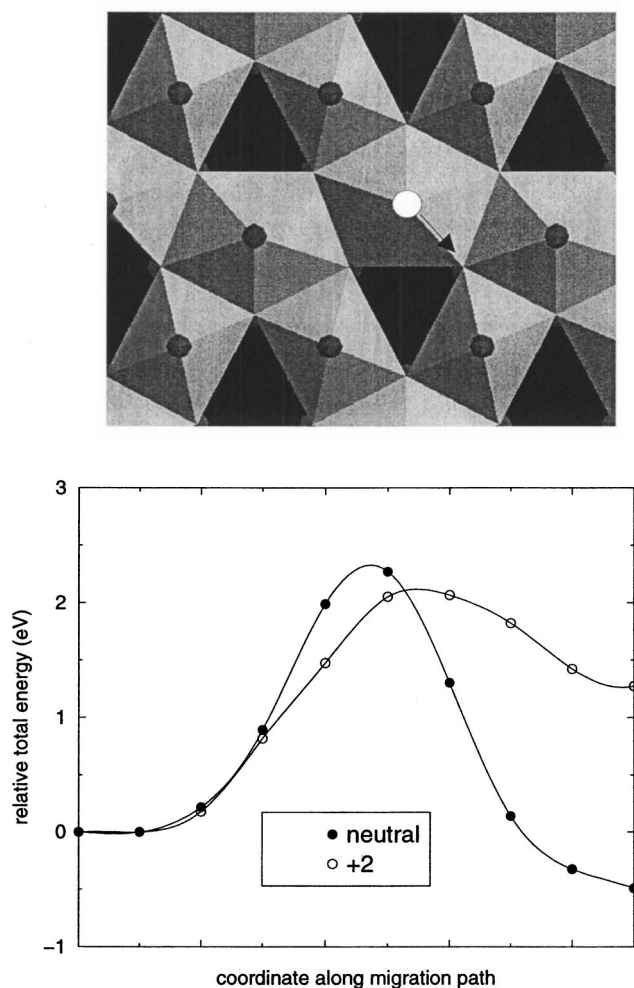 3
2
1
0
−1
relative total energy (eV)
neutral
+2
coordinate along migration path